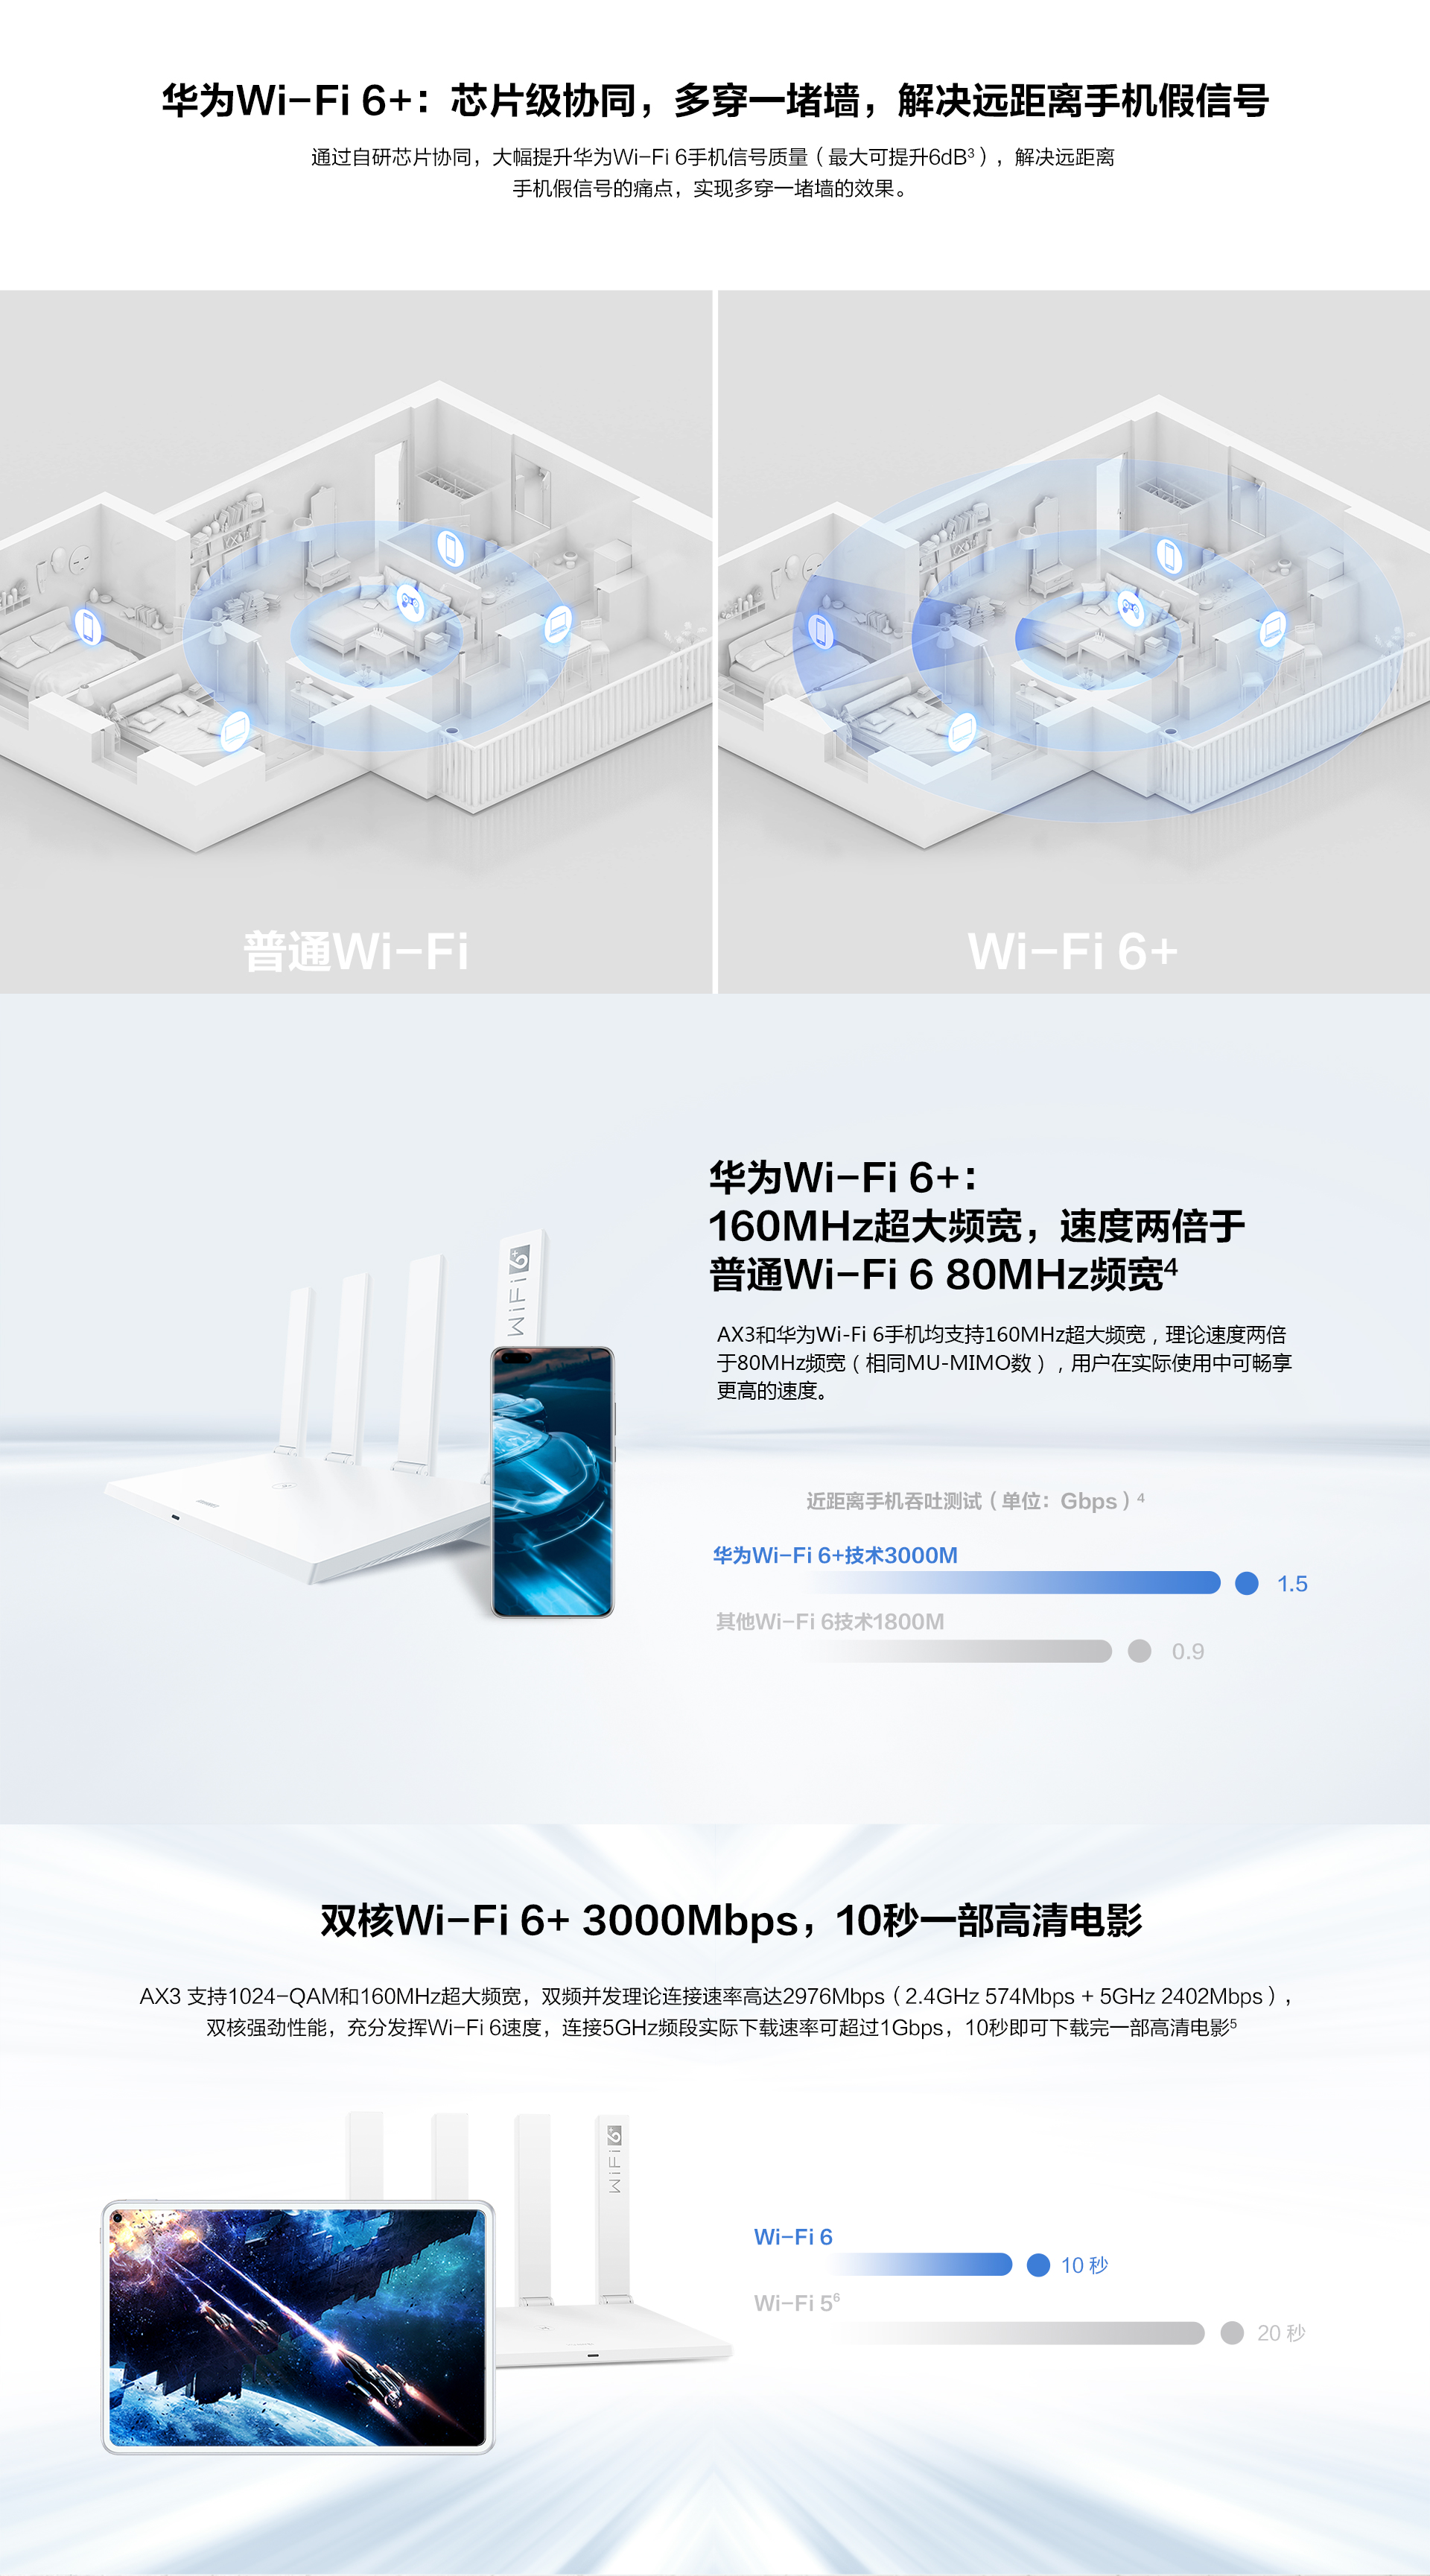 华为Wi-Fi 6+：芯片级协同，多穿一堵墙，解决远距离手机假信号
通过自研芯片协同，大幅提升华为Wi-Fi 6手机信号质量（最大可提升6dB³），解决远距离
手机假信号的痛点，实现多穿一堵墙的效果。
普通Wi-Fi
Wi-Fi 6+
华为Wi-Fi 6+：
160MHz超大频宽，速度两倍于
普通Wi-Fi 6 80MHz频宽⁴
AX3和华为Wi-Fi 6手机均支持160MHz超大频宽，理论速度两倍
于80MHz频宽（相同MU-MIMO数），用户在实际使用中可畅享
更高的速度。
WiFi 6+
近距离手机吞吐测试（单位：Gbps）⁴
华为Wi-Fi 6+技术3000M
1.5
其他Wi-Fi 6技术1800M
0.9
双核Wi-Fi 6+ 3000Mbps，10秒一部高清电影
AX3 支持1024-QAM和160MHz超大频宽，双频并发理论连接速率高达2976Mbps（2.4GHz 574Mbps + 5GHz 2402Mbps），
双核强劲性能，充分发挥Wi-Fi 6速度，连接5GHz频段实际下载速率可超过1Gbps，10秒即可下载完一部高清电影⁵
WiFi 6+
Wi-Fi 6
10 秒
Wi-Fi 5⁶
20 秒